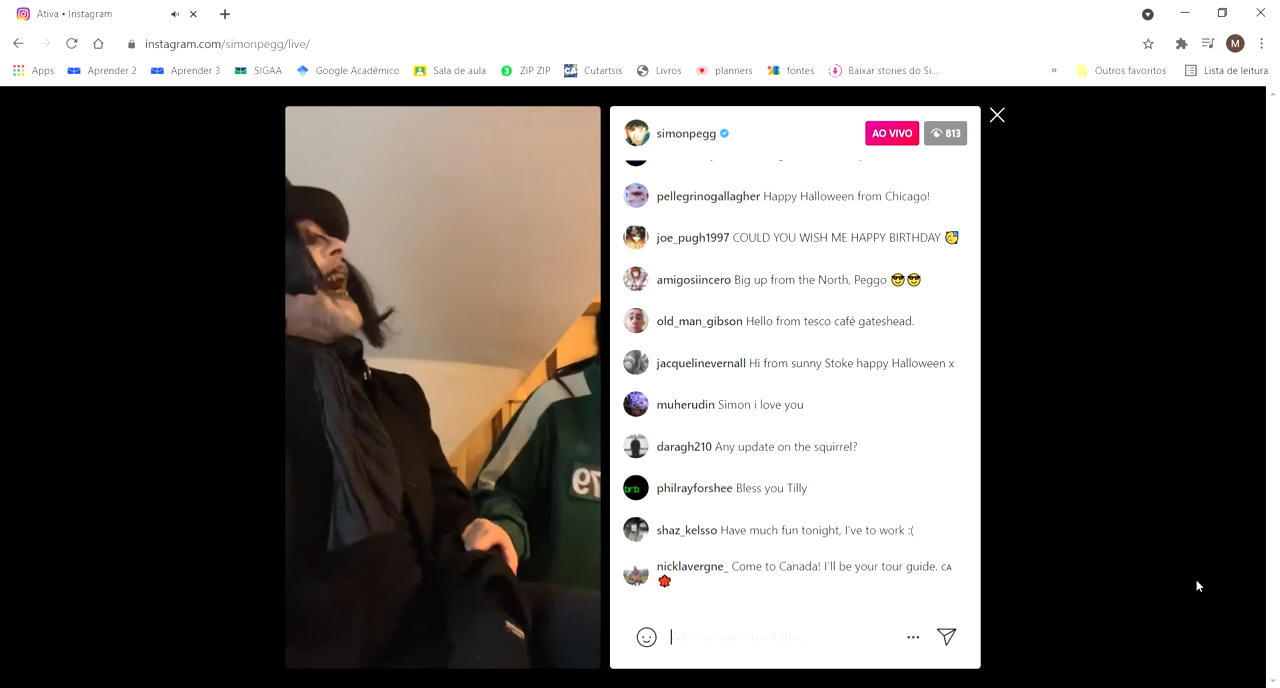 Ativa • Instagram
instagram.com/simonpegg/live/
M
Apps
Aprender 2
Aprender 3
SIGAA
Google Acadêmico
Sala de aula
ZIP ZIP
Cutartsis
Livros
planners
fontes
Baixar stories do Si...
»
Outros favoritos
Lista de leitura
simonpegg
AO VIVO
813
pellegrinogallagher Happy Halloween from Chicago!
joe_pugh1997 COULD YOU WISH ME HAPPY BIRTHDAY 🥳
amigosiincero Big up from the North, Peggo 😎😎
old_man_gibson Hello from tesco café gateshead.
jacquelinevernall Hi from sunny Stoke happy Halloween x
muherudin Simon i love you
daragh210 Any update on the squirrel?
philrayforshee Bless you Tilly
brb
shaz_kelsso Have much fun tonight, I've to work :(
nicklavergne_ Come to Canada! I'll be your tour guide. CA
🍁